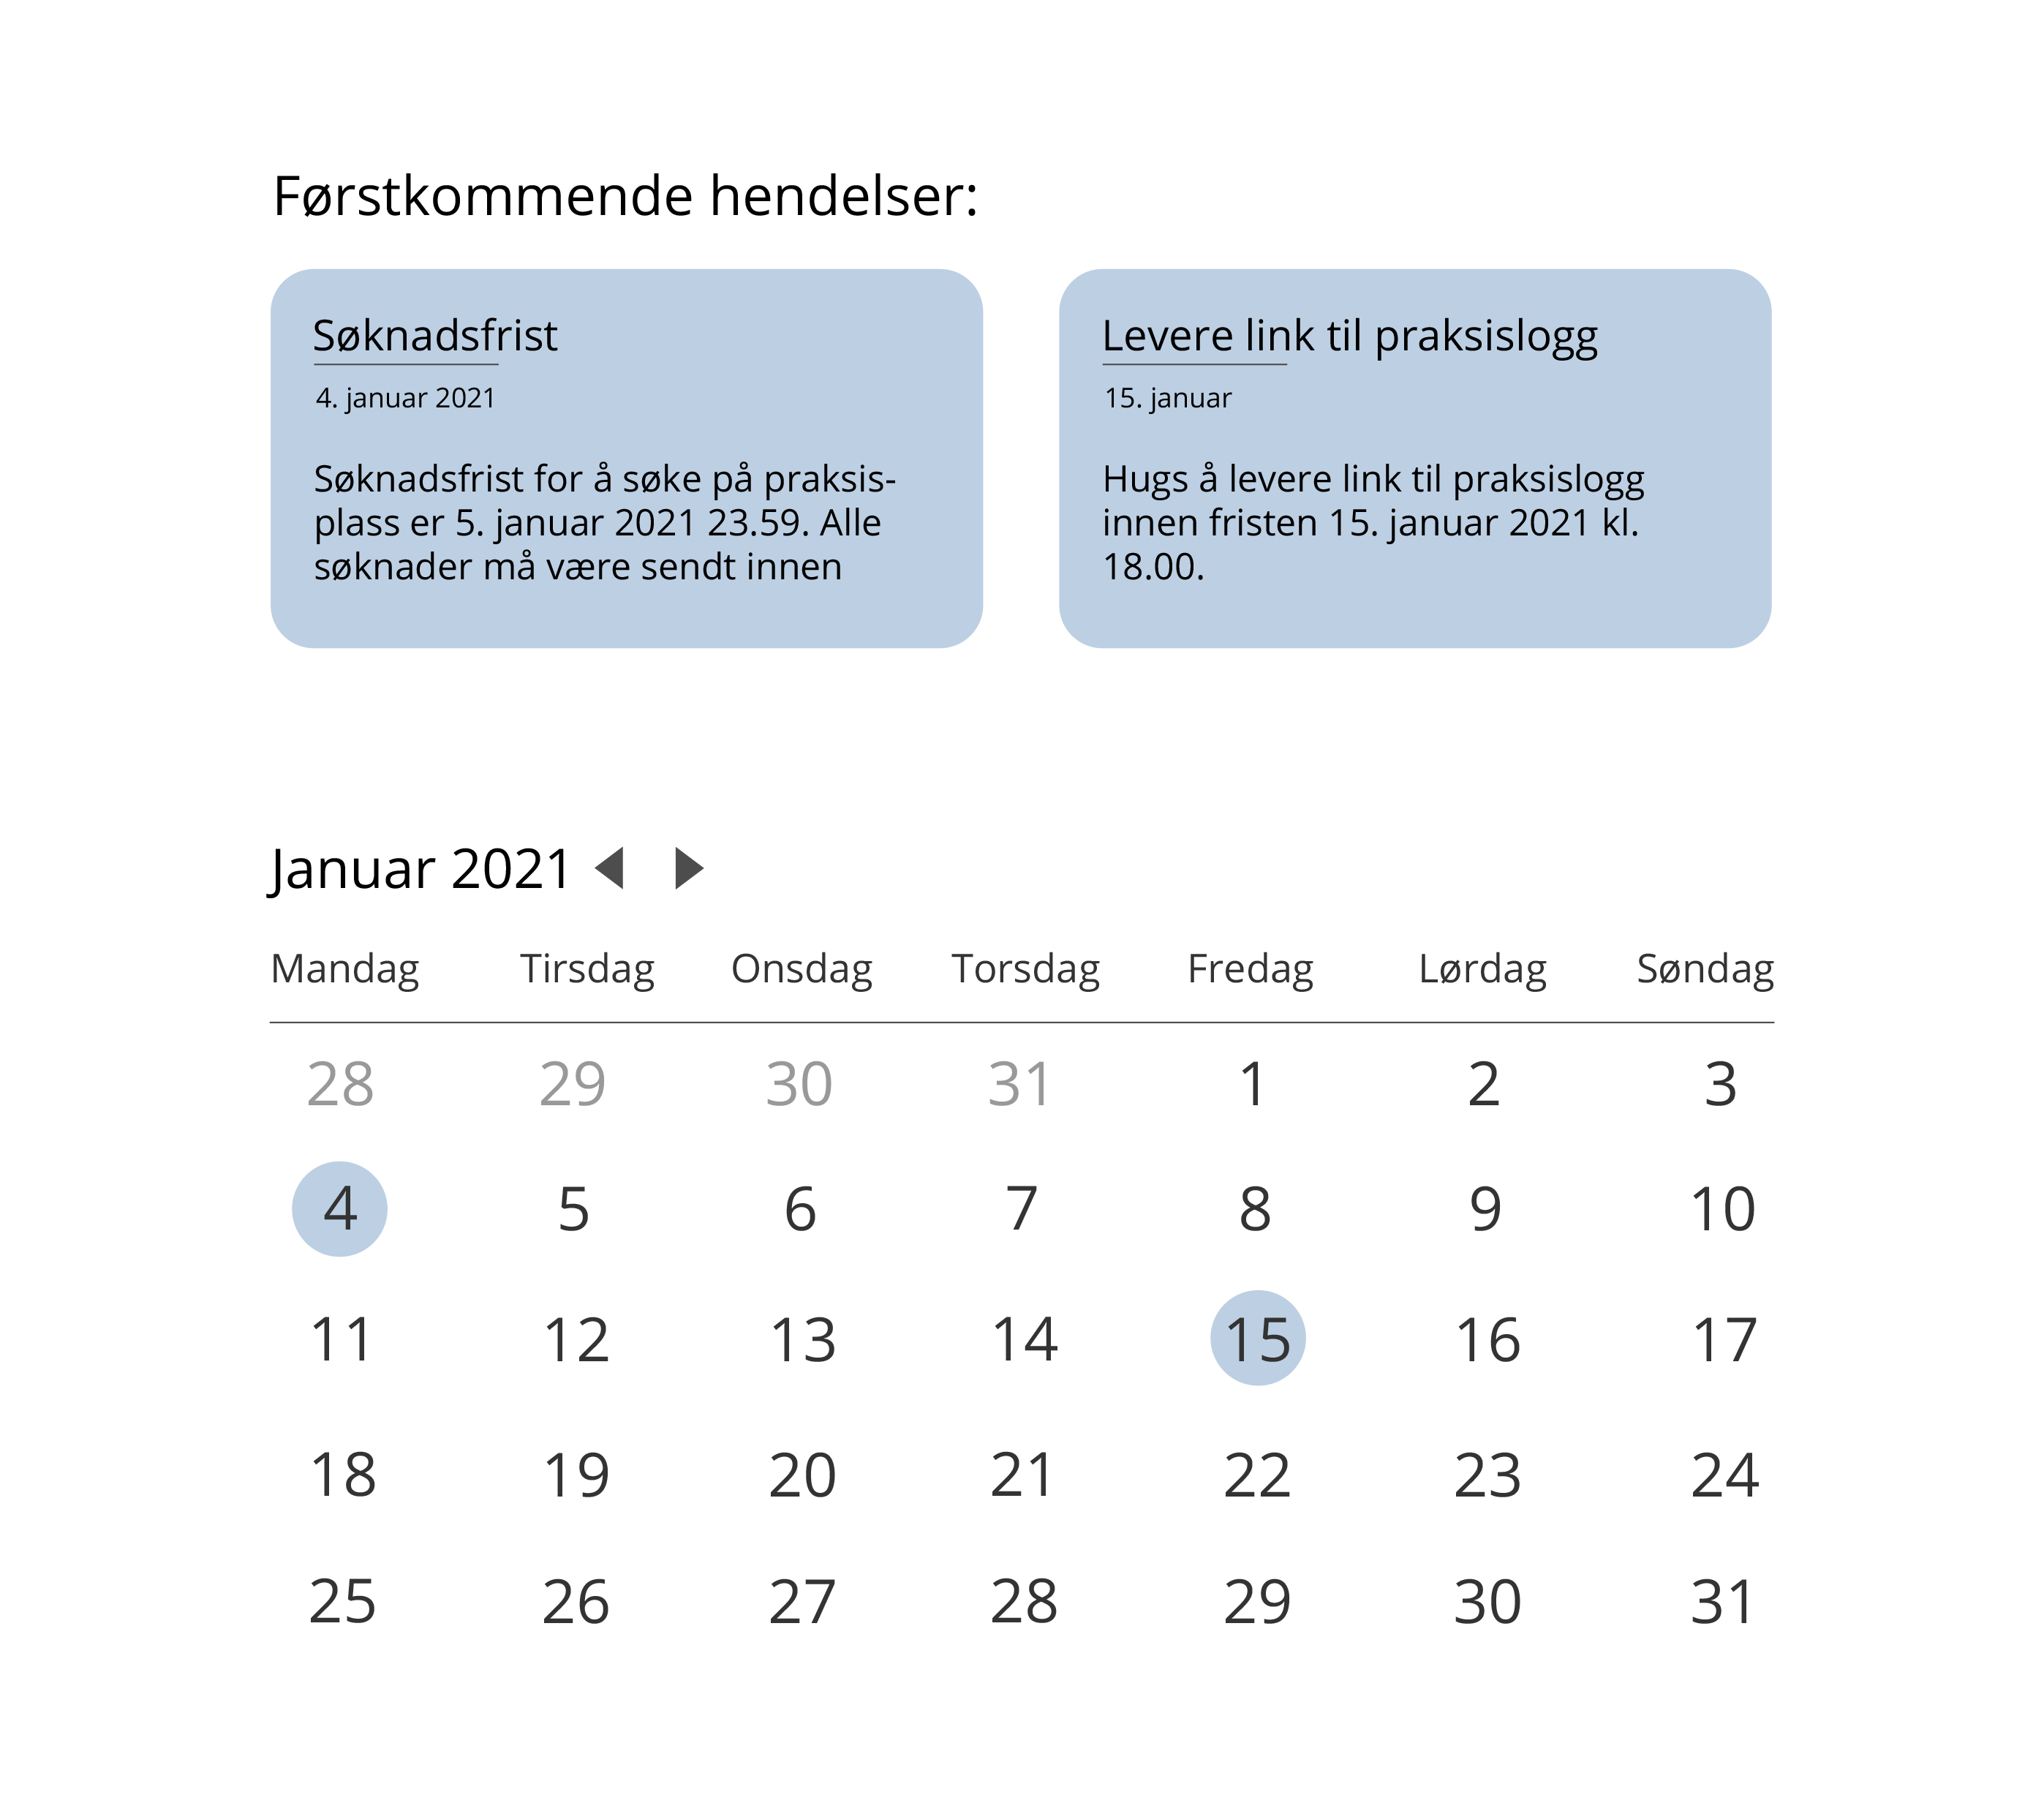 Førstkommende hendelser:
Søknadsfrist
4. januar 2021
Søknadsfrist for å søke på praksis-
plass er 5. januar 2021 23.59. Alle
søknader må være sendt innen
Levere link til praksislogg
15. januar
Hugs å levere link til praksislogg
innen fristen 15. januar 2021 kl.
18.00.
Januar 2021
Mandag Tirsdag Onsdag Torsdag Fredag Lørdag Søndag
28 29 30 31 1 2 3
4 5 6 7 8 9 10
11 12 13 14 15 16 17
18 19 20 21 22 23 24
25 26 27 28 29 30 31